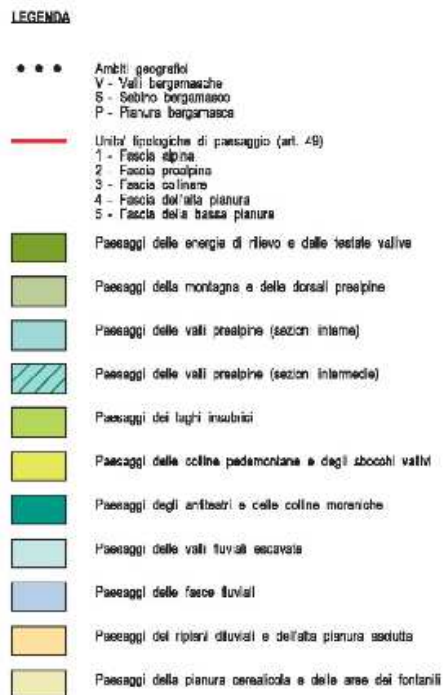 LEGENDA
Ambiti geografici
V - Valli bergamasche
S - Sebino bergamasco
P - Pianura bergamasca
Unita' tipologiche di paesaggio (art. 49)
1 - Fascia alpina
2 - Fascia prealpina
3 - Fascia collinare
4 - Fascia dell'alta pianura
5 - Fascia della bassa pianura
Paesaggi delle energie di rilievo e delle testate vallive
Paesaggi della montagna e delle dorsali prealpine
Paesaggi delle valli prealpine (sezioni interne)
Paesaggi delle valli prealpine (sezioni intermedie)
Paesaggi dei laghi insubrici
Paesaggi delle colline pedemontane e degli sbocchi vallivi
Paesaggi degli anfiteatri e delle colline moreniche
Paesaggi delle valli fluviali escavate
Paesaggi delle fasce fluviali
Paesaggi dei ripiani diluviali e dell'alta pianura asciutta
Paesaggi della pianura cerealicola e delle aree dei fontanili